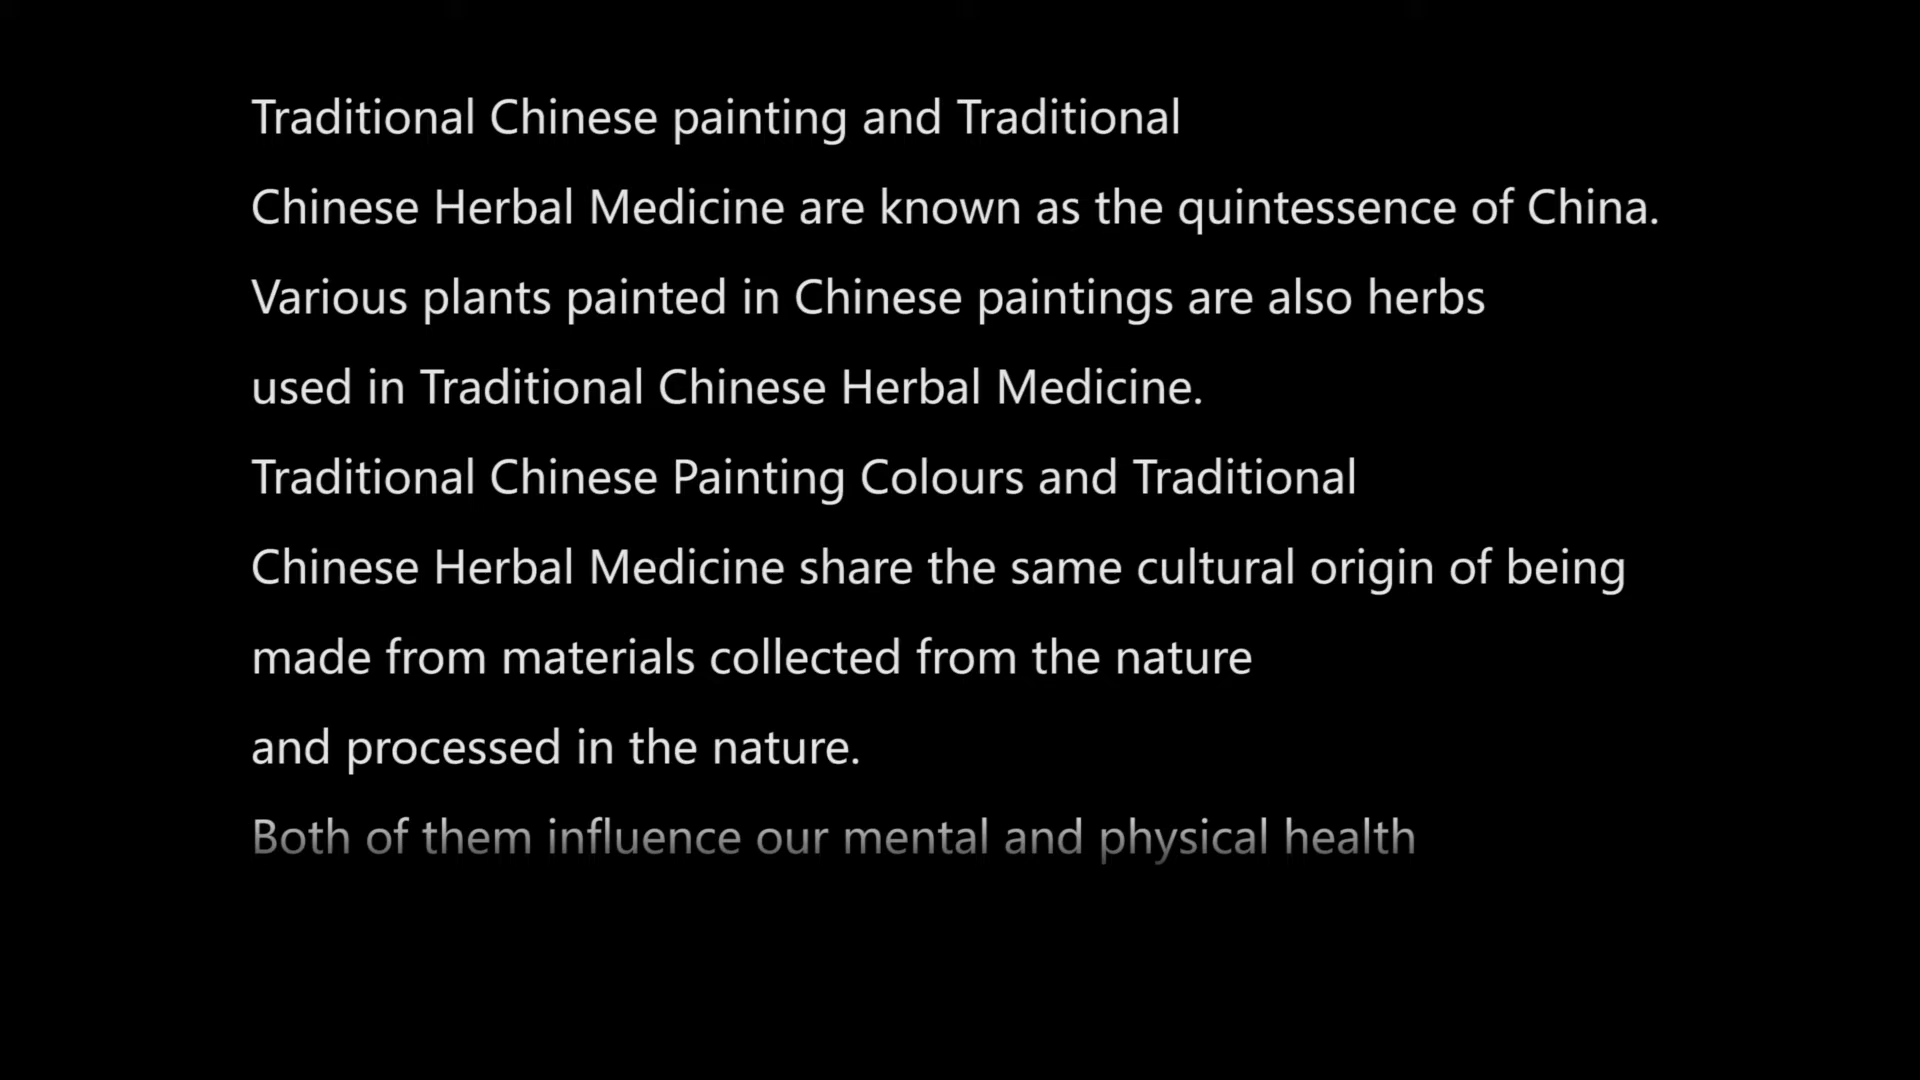 Traditional Chinese painting and Traditional
Chinese Herbal Medicine are known as the quintessence of China.
Various plants painted in Chinese paintings are also herbs
used in Traditional Chinese Herbal Medicine.
Traditional Chinese Painting Colours and Traditional
Chinese Herbal Medicine share the same cultural origin of being
made from materials collected from the nature
and processed in the nature.
Both of them influence our mental and physical health